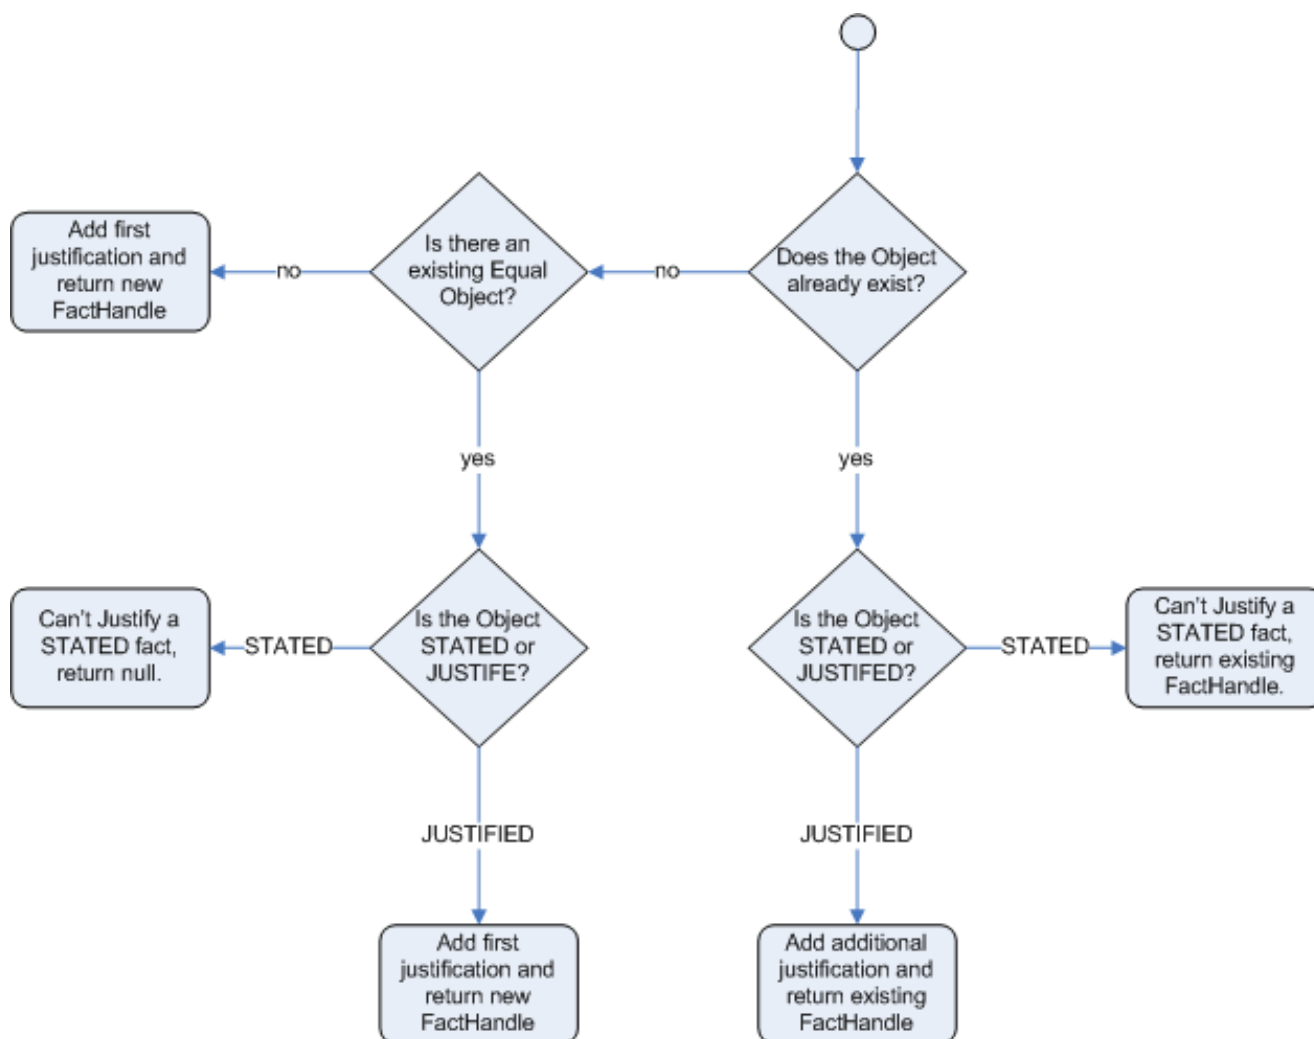 Add first
justification and
return new
FactHandle
no
Is there an
existing Equal
Object?
no
Does the Object
already exist?
yes
yes
Can't Justify a
STATED fact,
return null.
STATED
Is the Object
STATED or
JUSTIFE?
Is the Object
STATED or
JUSTIFED?
STATED
Can't Justify a
STATED fact,
return existing
FactHandle.
JUSTIFIED
JUSTIFIED
Add first
justification and
return new
FactHandle
Add additional
justification and
return existing
FactHandle